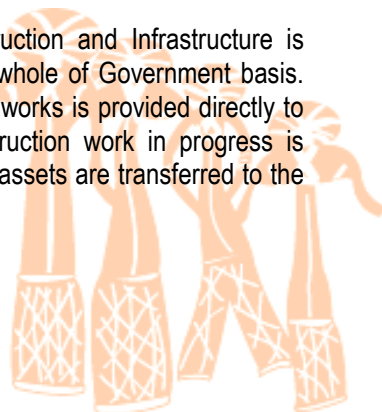 uction and Infrastructure is
whole of Government basis.
works is provided directly to
truction work in progress is
assets are transferred to the